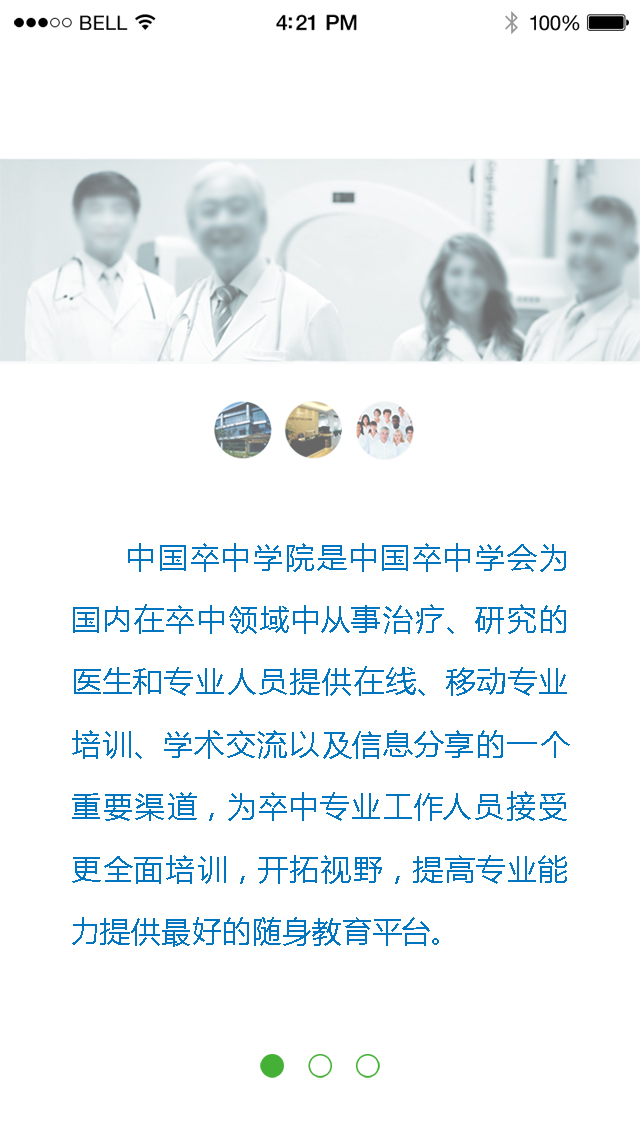 BELL 4:21 PM 100%
中国卒中学院是中国卒中学会为
国内在卒中领域中从事治疗、研究的
医生和专业人员提供在线、移动专业
培训、学术交流以及信息分享的一个
重要渠道，为卒中专业工作人员接受
更全面培训，开拓视野，提高专业能
力提供最好的随身教育平台。